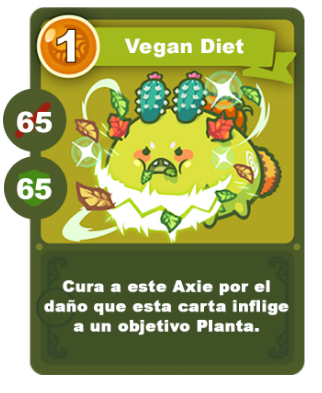 1
Vegan Diet
65
65
Cura a este Axie por el
daño que esta carta inflige
a un objetivo Planta.